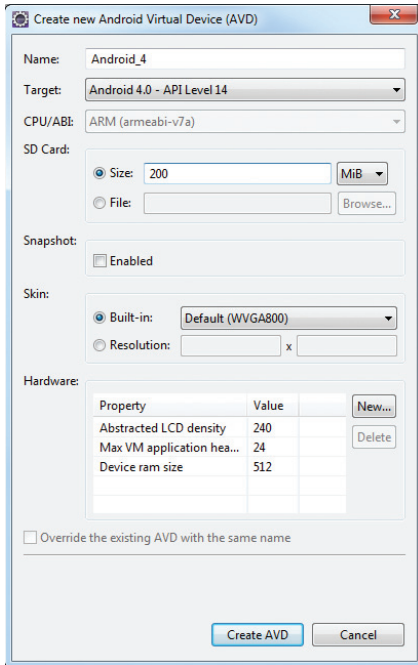 Create new Android Virtual Device (AVD)
Name: Android_4
Target: Android 4.0 - API Level 14
CPU/ABI: ARM (armeabi-v7a)
SD Card:
Size: 200 MiB
File: Browse...
Snapshot:
Enabled
Skin:
Built-in: Default (WVGA800)
Resolution: x
Hardware:
Property Value New...
Abstracted LCD density 240 Delete
Max VM application hea... 24
Device ram size 512
Override the existing AVD with the same name
Create AVD Cancel